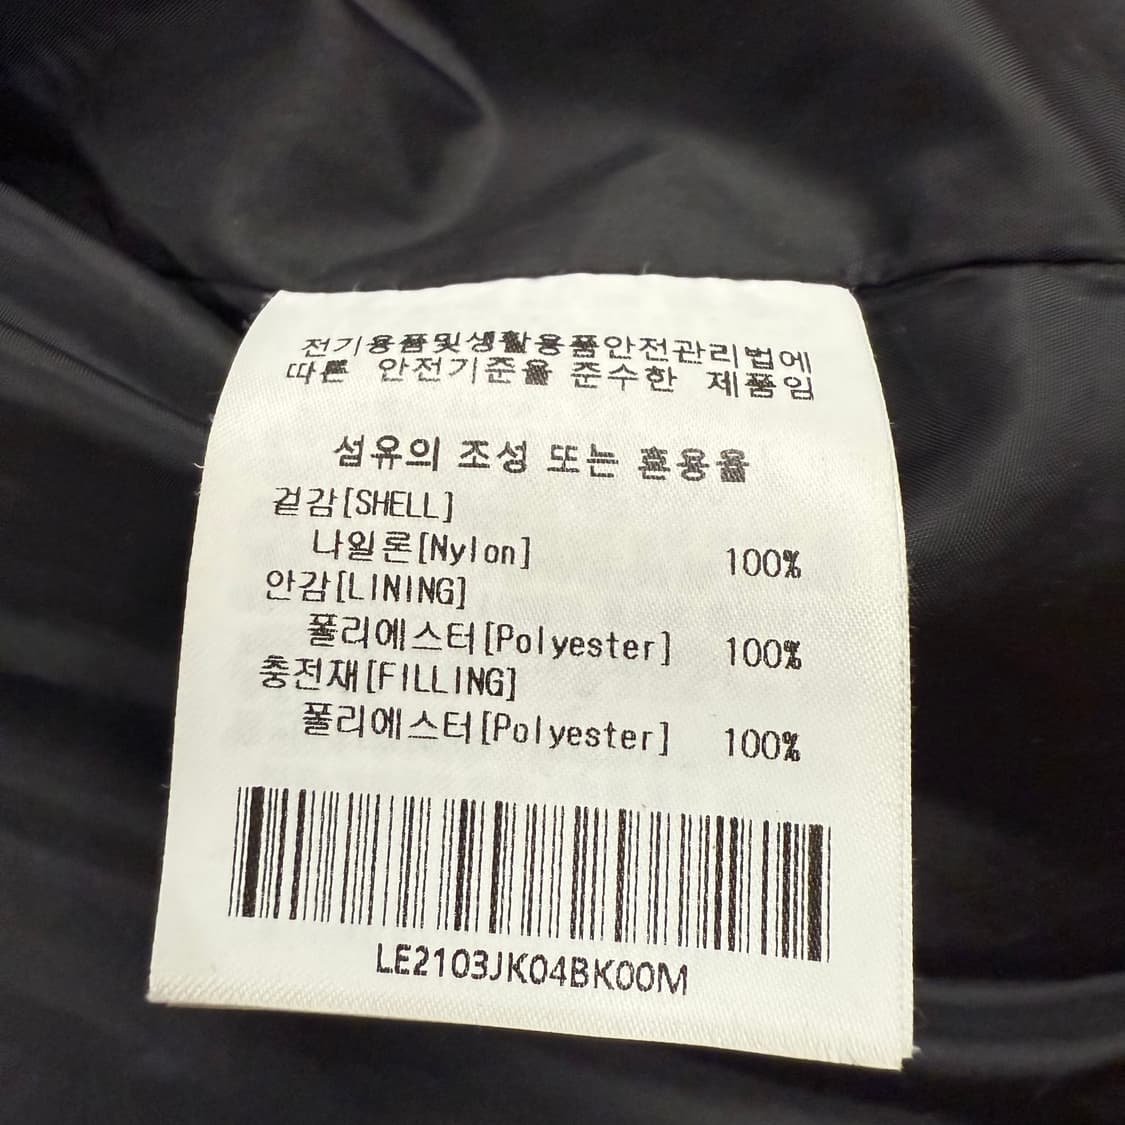 전기용품및생활용품안전관리법에
따른 안전기준을 준수한 제품임
섬유의 조성 또는 혼용율
겉감[SHELL]
나일론[Nylon] 100%
안감[LINING]
폴리에스터[Polyester] 100%
충전재[FILLING]
폴리에스터[Polyester] 100%
LE2103JK04BK00M